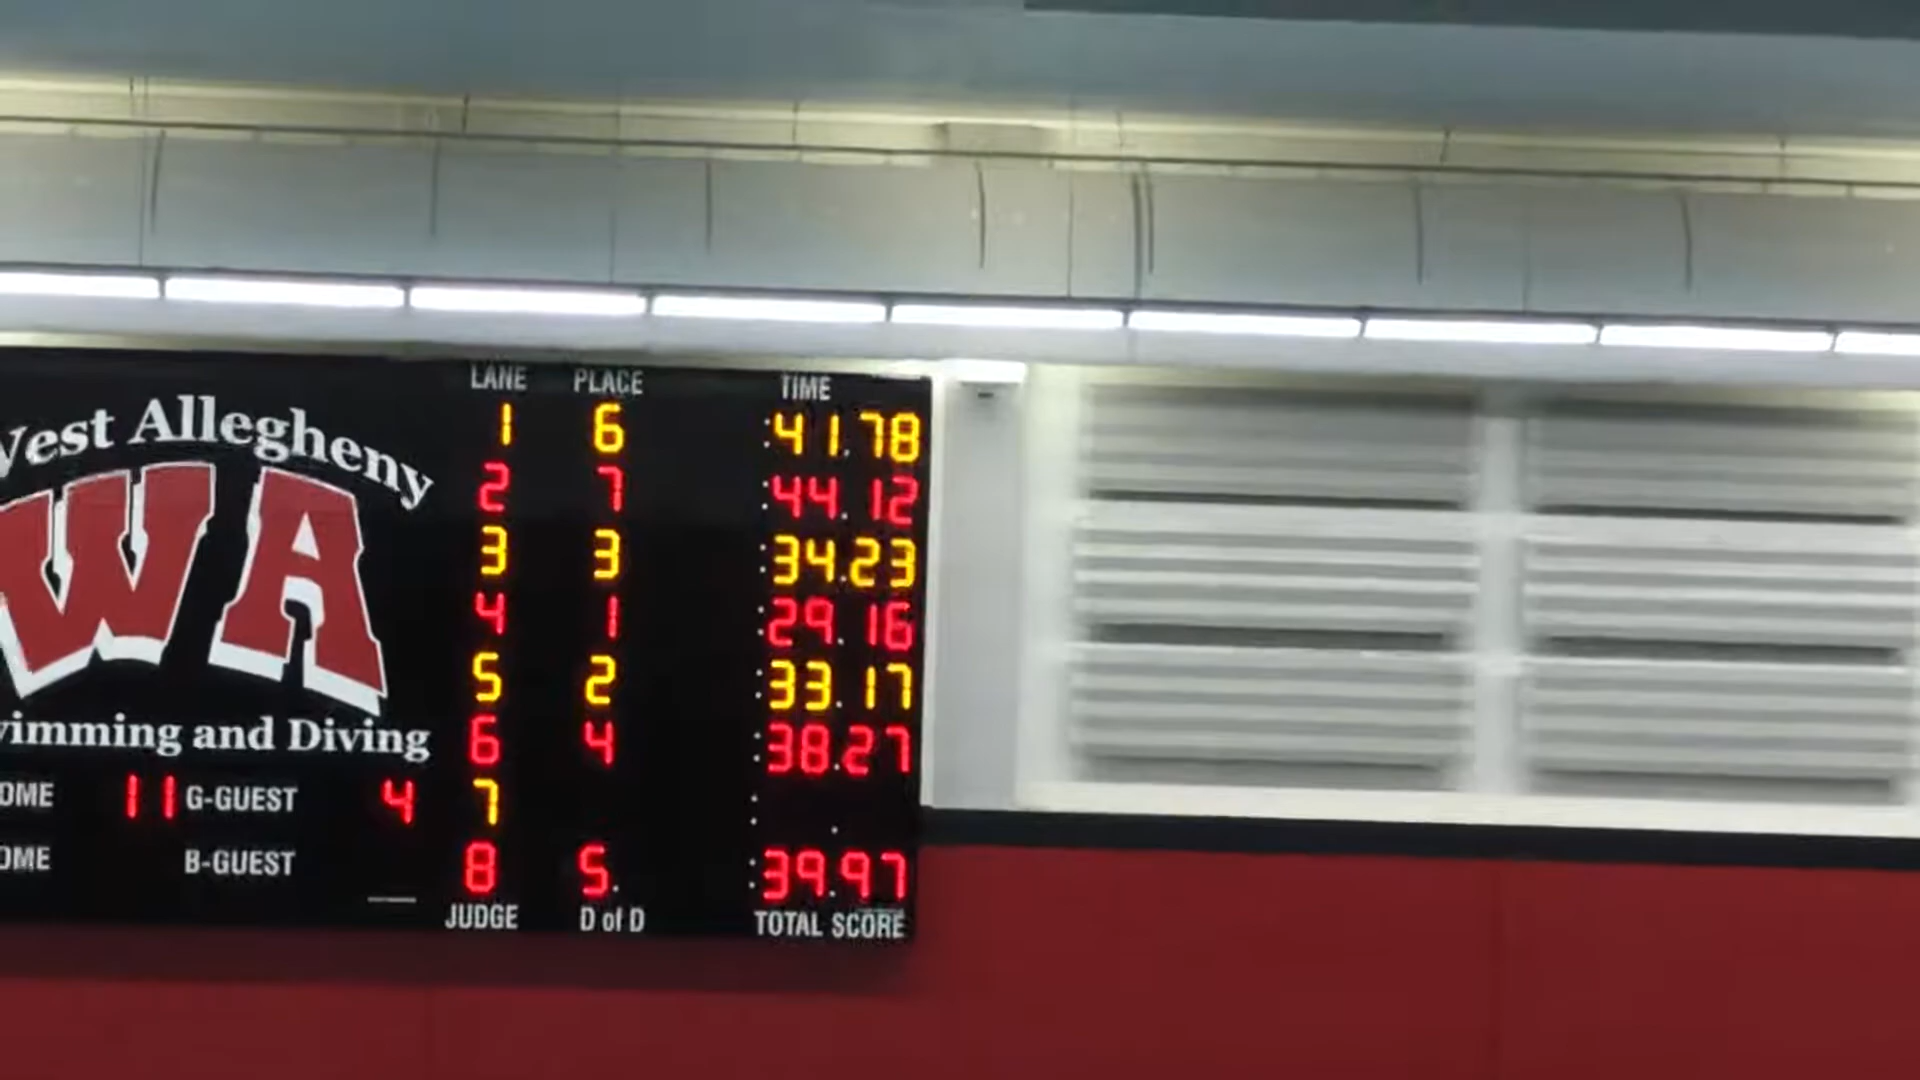 LANE PLACE TIME
West Allegheny
WA
1 6 :41.78
2 7 :44.12
3 3 :34.23
4 1 :29.16
5 2 :33.17
Swimming and Diving
6 4 :38.27
OME 11 G-GUEST 4
7 : .
OME B-GUEST
8 5. :39.97
JUDGE D of D TOTAL SCORE